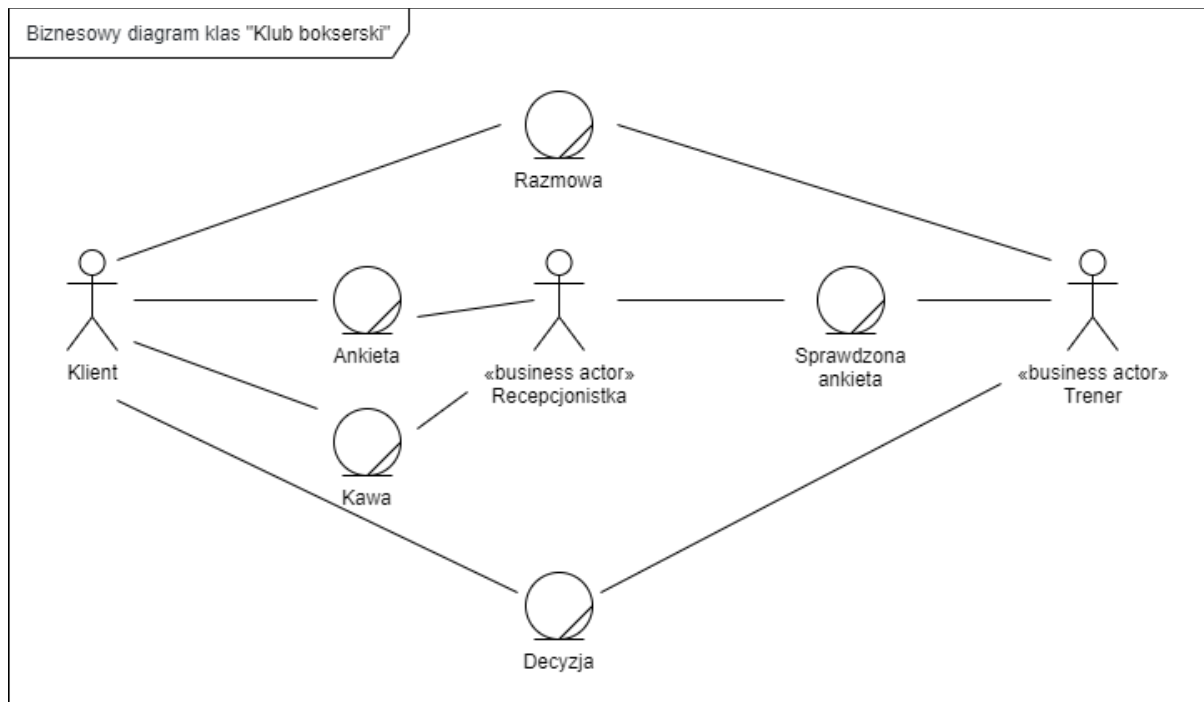 Biznesowy diagram klas "Klub bokserski"
Razmowa
Klient
Ankieta
«business actor»
Recepcjonistka
Sprawdzona
ankieta
«business actor»
Trener
Kawa
Decyzja